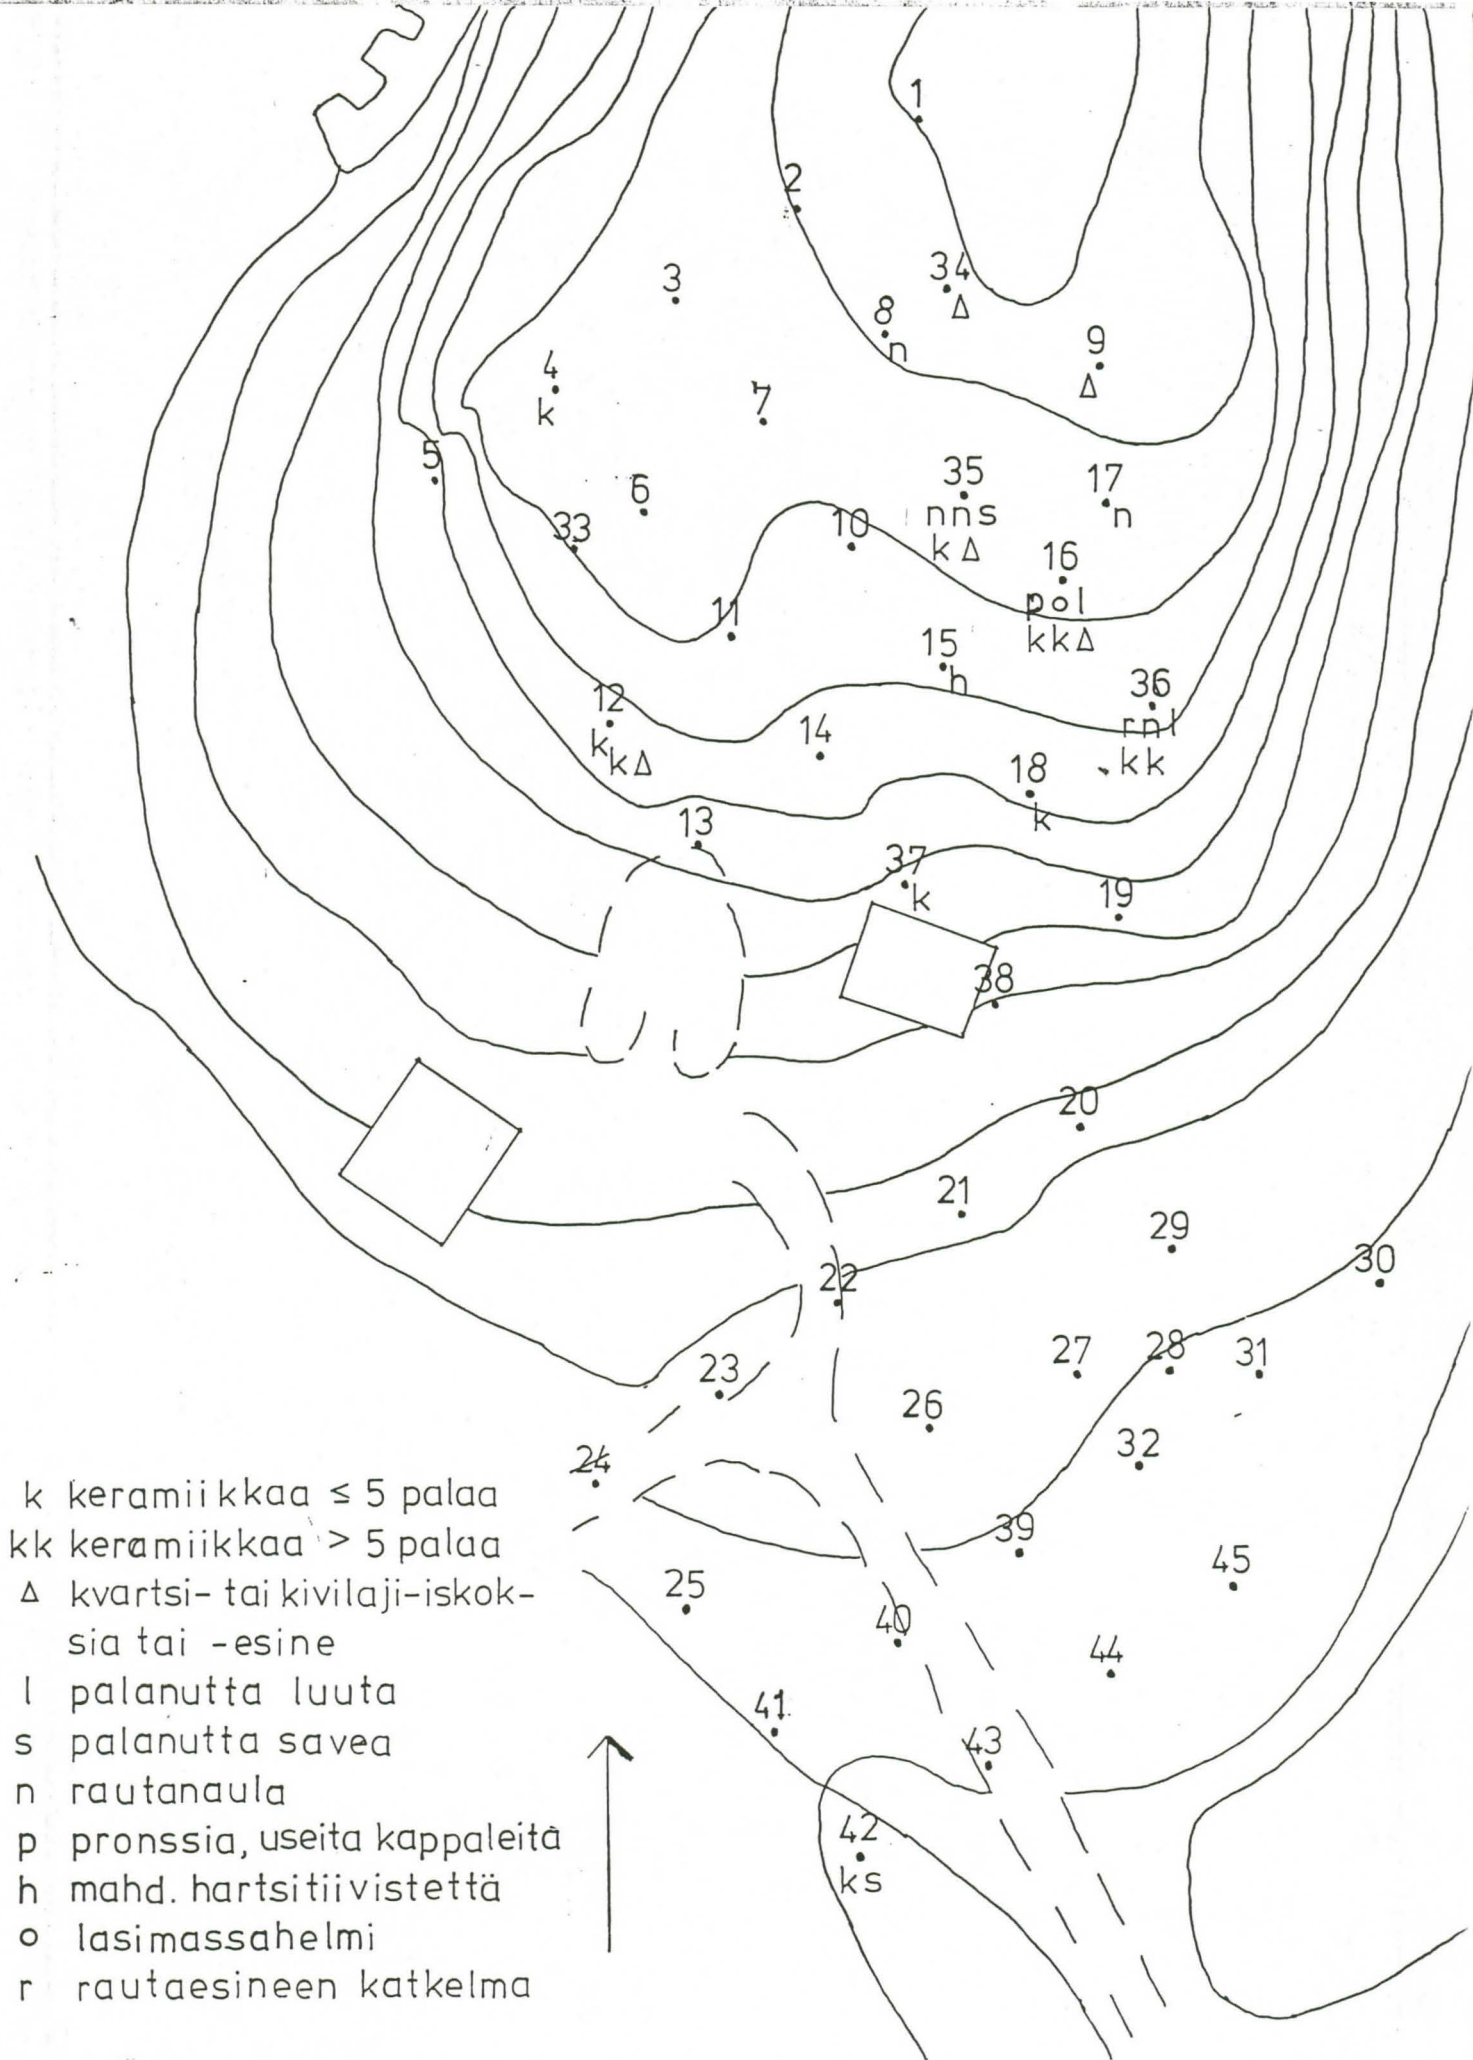 1
2
34
Δ
3
8
n
9
Δ
4
k
7
5
6
35
nns
kΔ
17
n
33
10
16
pol
kkΔ
11
15
h
36
rnl
kk
12
k
kΔ
14
18
k
13
37
k
19
38
20
21
29
30
22
23
27
28
31
26
32
24
39
45
25
40
44
41
43
42
ks
k keramiikkaa ≤ 5 palaa
kk keramiikkaa > 5 palaa
Δ kvartsi- tai kivilaji-iskok-
sia tai -esine
l palanutta luuta
s palanutta savea
n rautanaula
p pronssia, useita kappaleita
h mahd. hartsitiivistettä
o lasimassahelmi
r rautaesineen katkelma